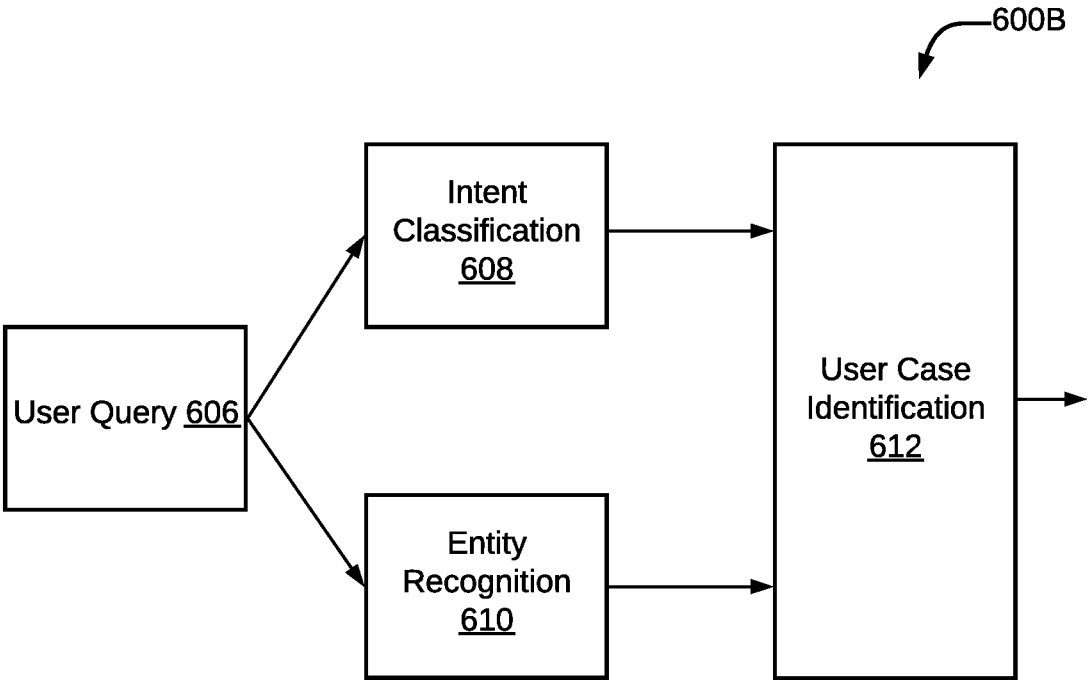 600B
Intent
Classification
608
User Query 606
User Case
Identification
612
Entity
Recognition
610